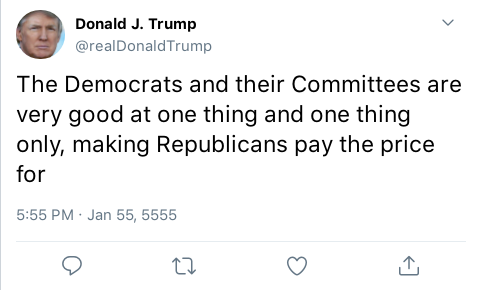 Donald J. Trump
@realDonaldTrump
The Democrats and their Committees are
very good at one thing and one thing
only, making Republicans pay the price
for
5:55 PM · Jan 55, 5555